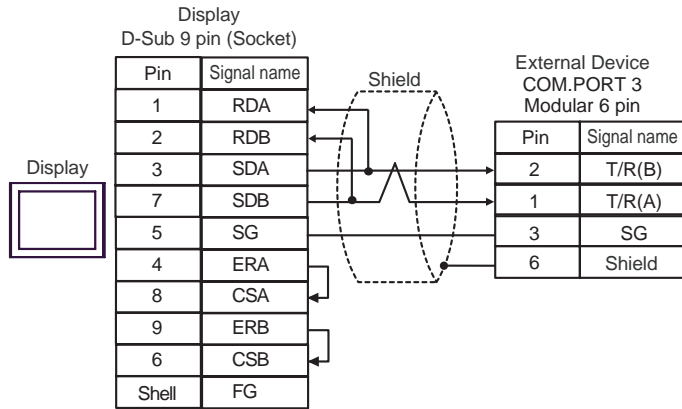 Display
D-Sub 9 pin (Socket)
Pin Signal name
1 RDA
2 RDB
3 SDA
7 SDB
5 SG
4 ERA
8 CSA
9 ERB
6 CSB
Shell FG
Display
Shield
External Device
COM.PORT 3
Modular 6 pin
Pin Signal name
2 T/R(B)
1 T/R(A)
3 SG
6 Shield